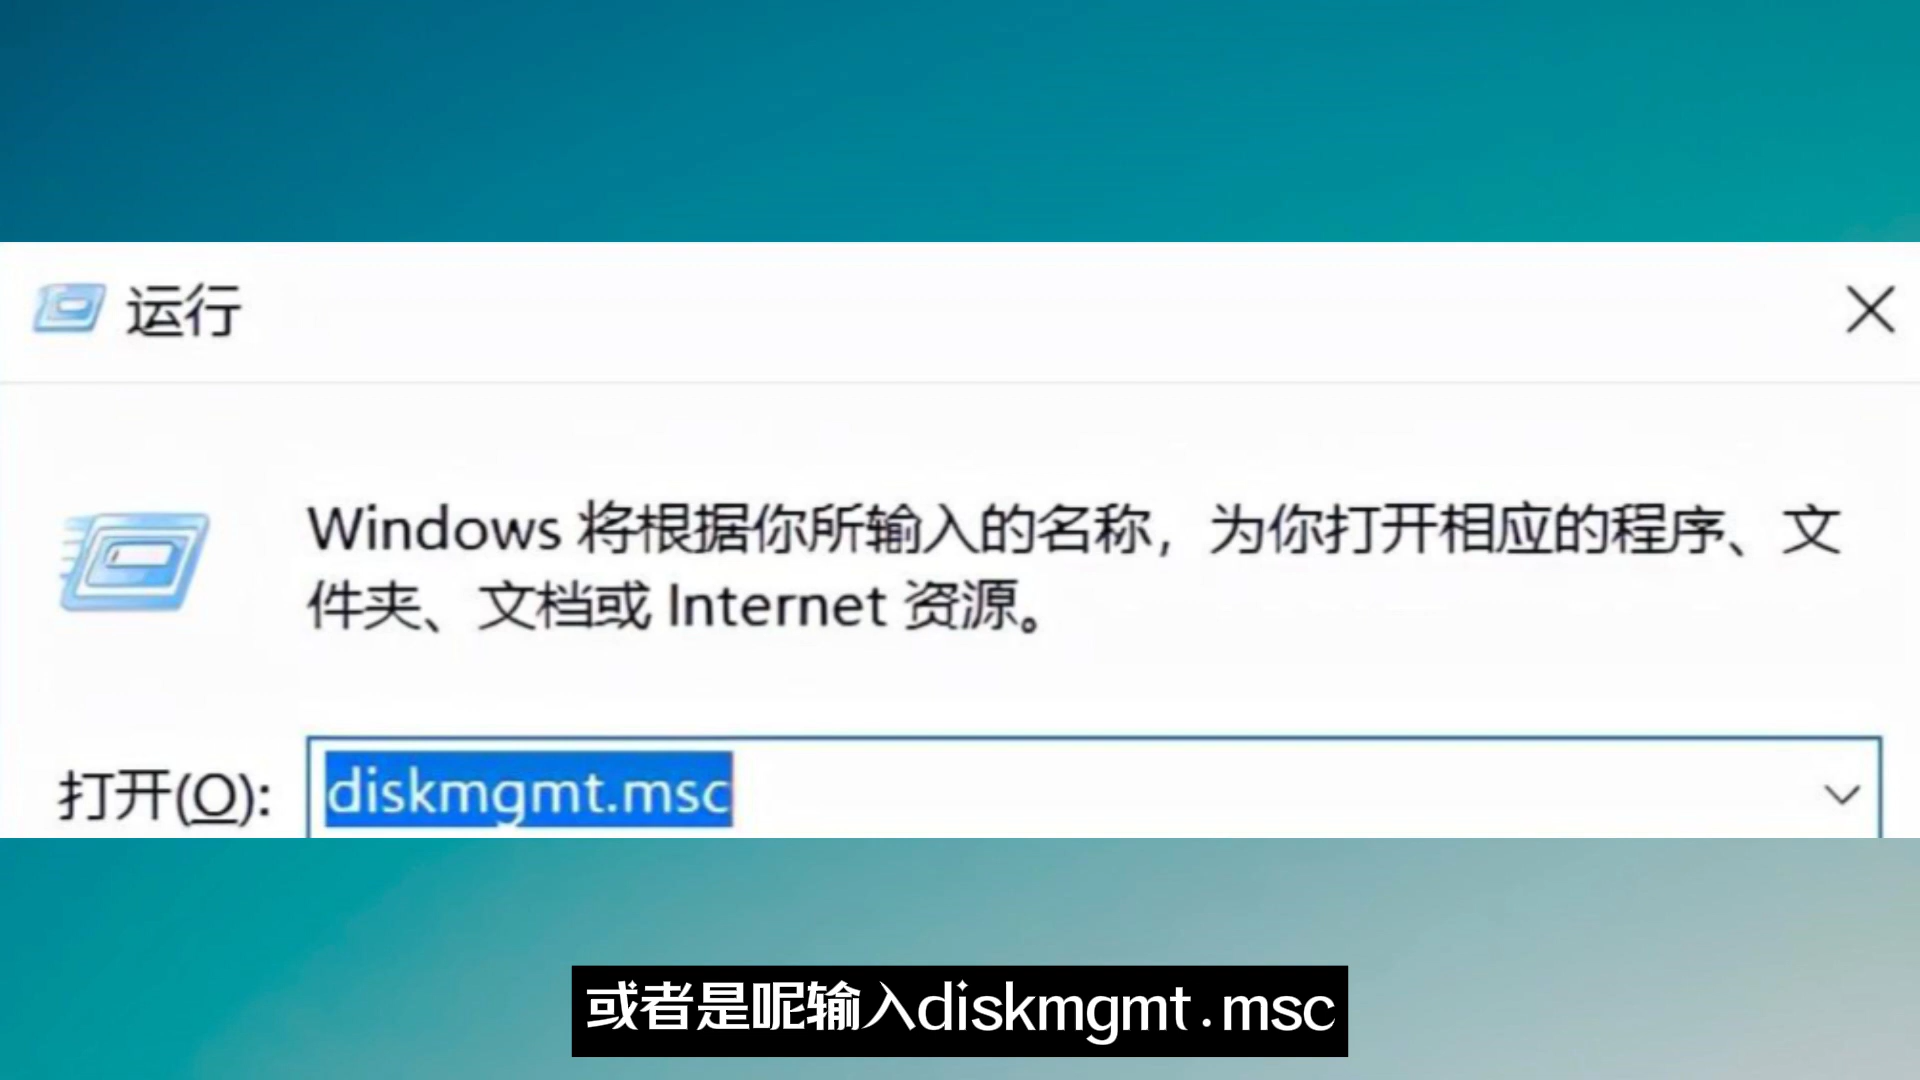 运行
Windows 将根据你所输入的名称，为你打开相应的程序、文
件夹、文档或 Internet 资源。
打开(O): diskmgmt.msc
或者是呢输入diskmgmt.msc